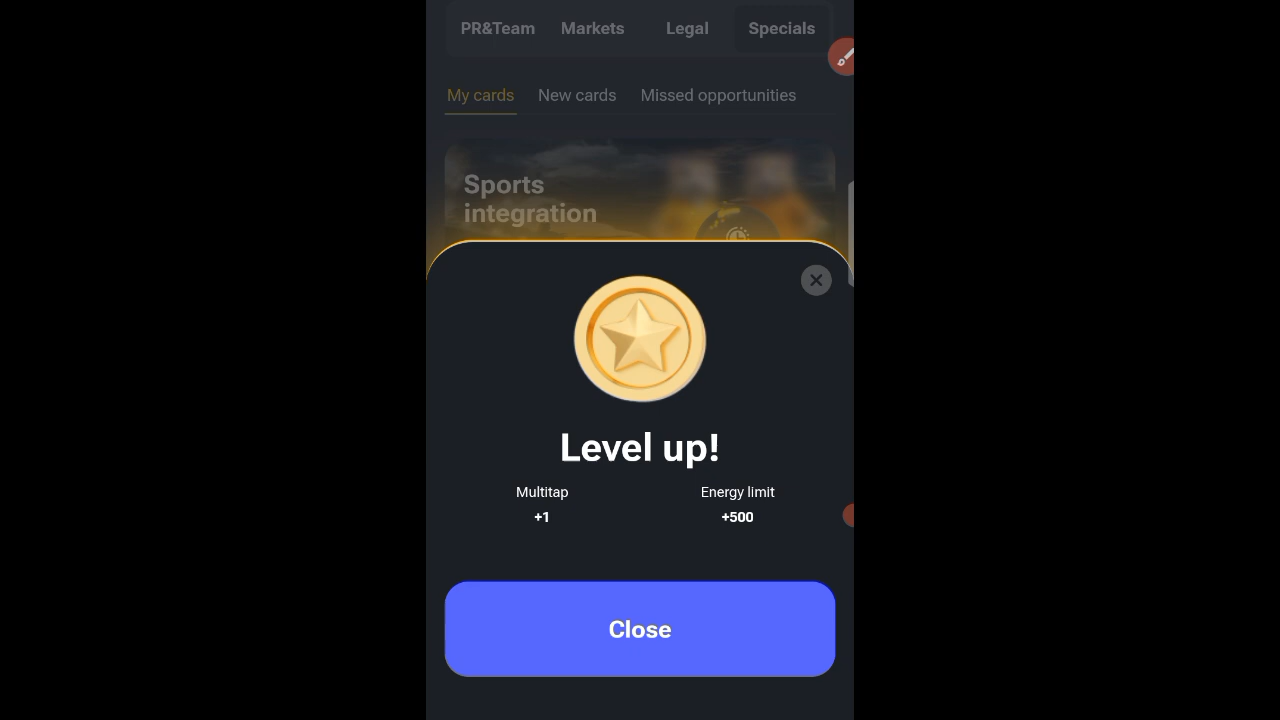 PR&Team Markets Legal Specials
My cards New cards Missed opportunities
Sports
integration
Level up!
Multitap Energy limit
+1 +500
Close